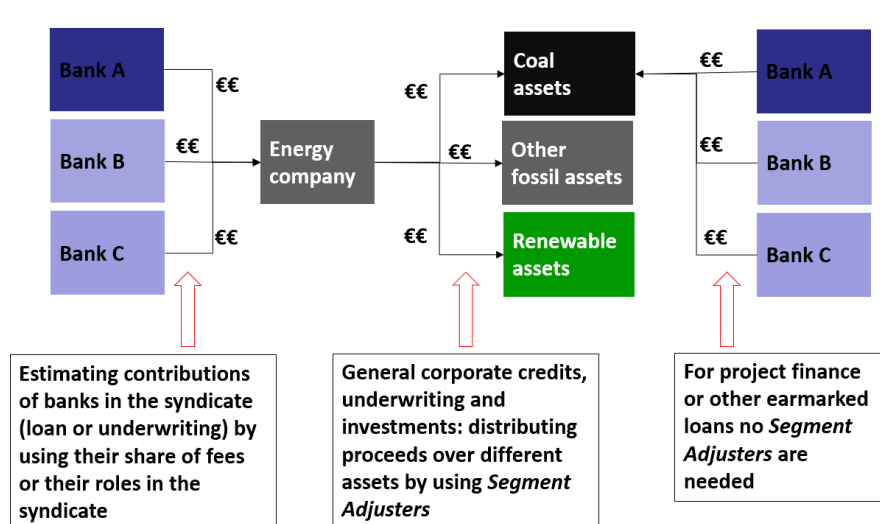 Bank A
€€
Bank B
€€
Bank C
€€
Energy
company
€€
€€
€€
Coal
assets
Other
fossil assets
Renewable
assets
€€
€€
€€
Bank A
Bank B
Bank C
Estimating contributions
of banks in the syndicate
(loan or underwriting) by
using their share of fees
or their roles in the
syndicate
General corporate credits,
underwriting and
investments: distributing
proceeds over different
assets by using Segment
Adjusters
For project finance
or other earmarked
loans no Segment
Adjusters are
needed